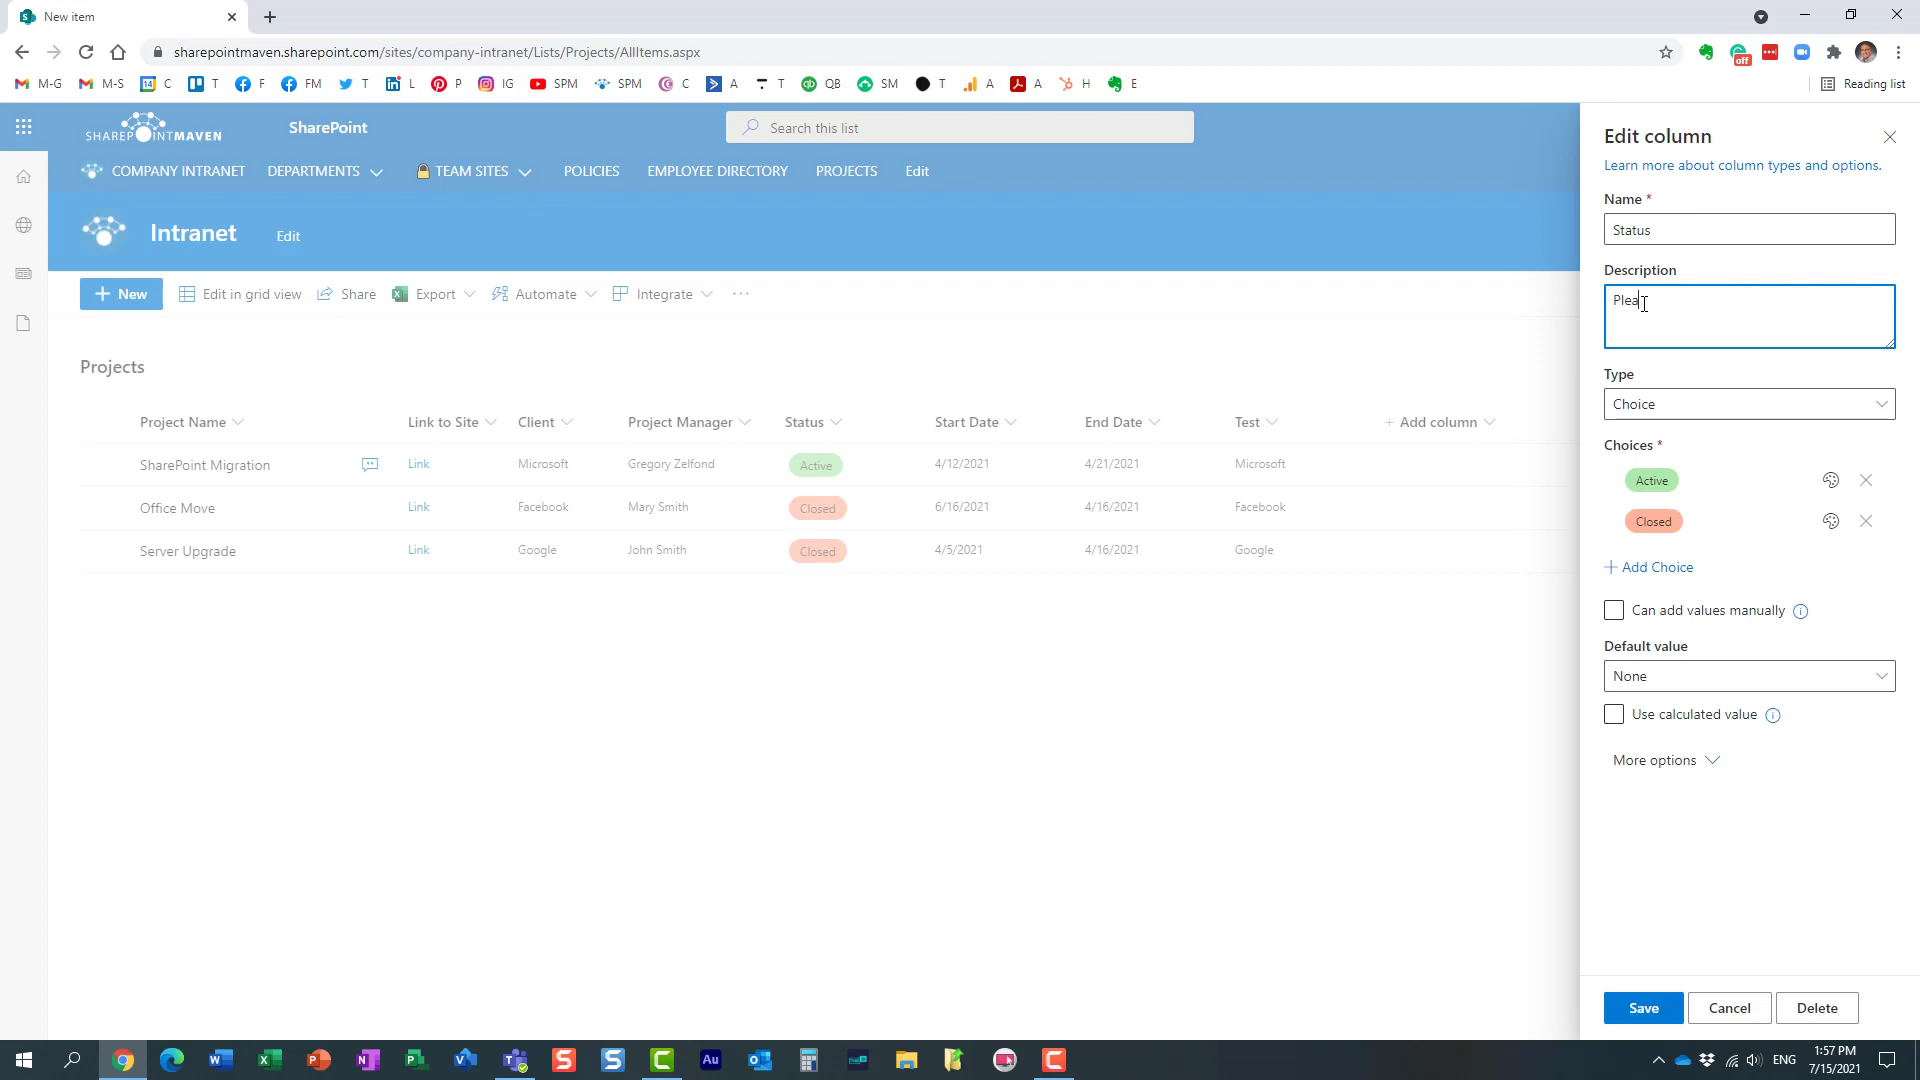 New item
sharepointmaven.sharepoint.com/sites/company-intranet/Lists/Projects/AllItems.aspx
off
M-G M-S 14 C T F FM T L P IG SPM SPM C A T QB SM T A A H E Reading list
SHAREPOINTMAVEN SharePoint Search this list
COMPANY INTRANET DEPARTMENTS TEAM SITES POLICIES EMPLOYEE DIRECTORY PROJECTS Edit
Intranet Edit
+ New Edit in grid view Share Export Automate Integrate ...
Projects
Project Name Link to Site Client Project Manager Status Start Date End Date Test + Add column
SharePoint Migration Link Microsoft Gregory Zelfond Active 4/12/2021 4/21/2021 Microsoft
Office Move Link Facebook Mary Smith Closed 6/16/2021 4/16/2021 Facebook
Server Upgrade Link Google John Smith Closed 4/5/2021 4/16/2021 Google
Edit column
Learn more about column types and options.
Name *
Status
Description
Plea
Type
Choice
Choices *
Active
Closed
+ Add Choice
Can add values manually
Default value
None
Use calculated value
More options
Save Cancel Delete
ENG
1:57 PM
7/15/2021